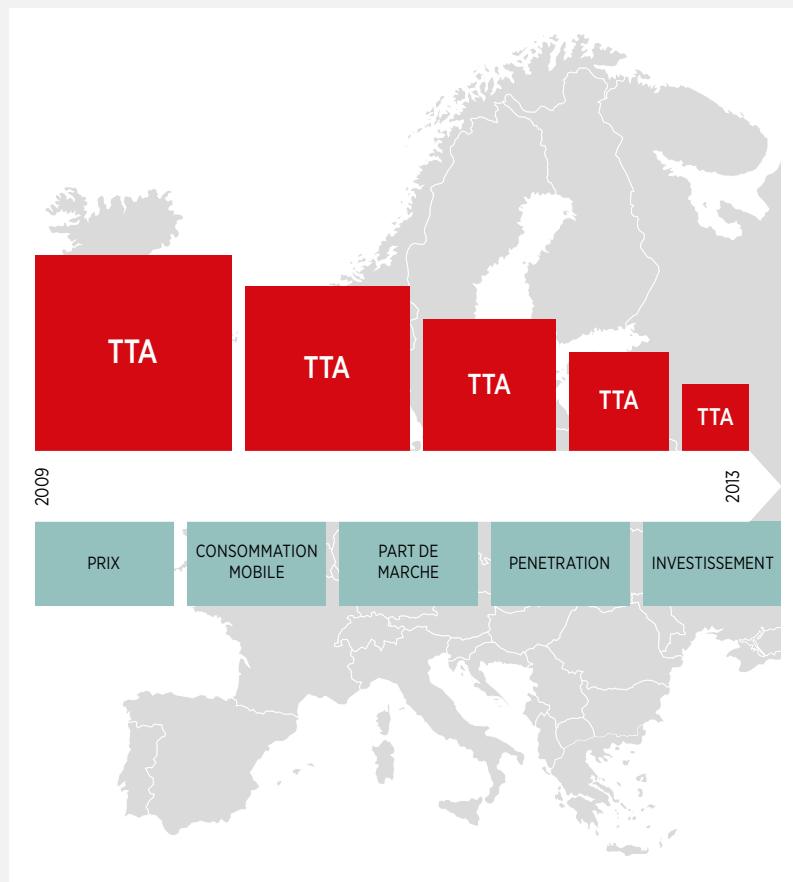 TTA
TTA
TTA
TTA
TTA
2009
2013
PRIX
CONSOMMATION
MOBILE
PART DE
MARCHE
PENETRATION
INVESTISSEMENT